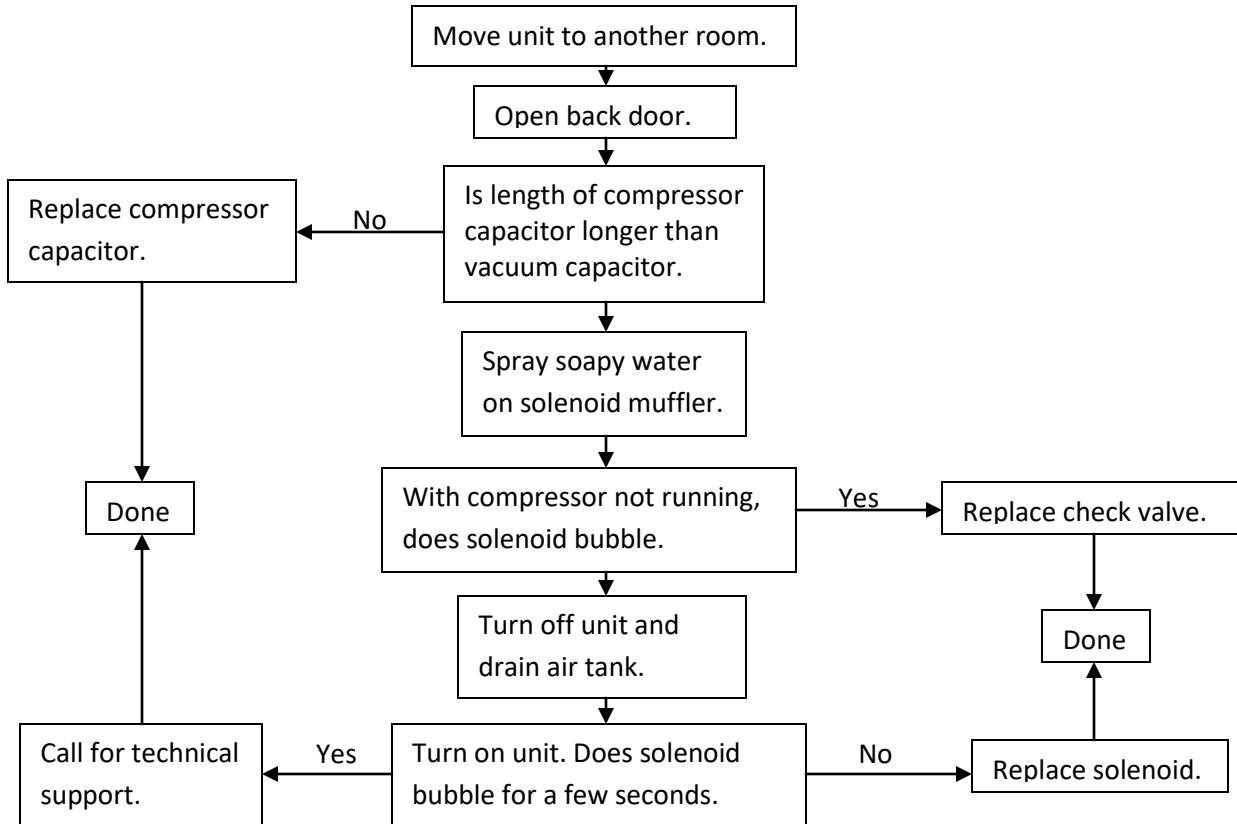 Move unit to another room.
Open back door.
Is length of compressor
capacitor longer than
vacuum capacitor.
No
Replace compressor
capacitor.
Spray soapy water
on solenoid muffler.
With compressor not running,
does solenoid bubble.
Yes
Replace check valve.
Done
Turn off unit and
drain air tank.
Done
Turn on unit. Does solenoid
bubble for a few seconds.
Yes
Call for technical
support.
No
Replace solenoid.